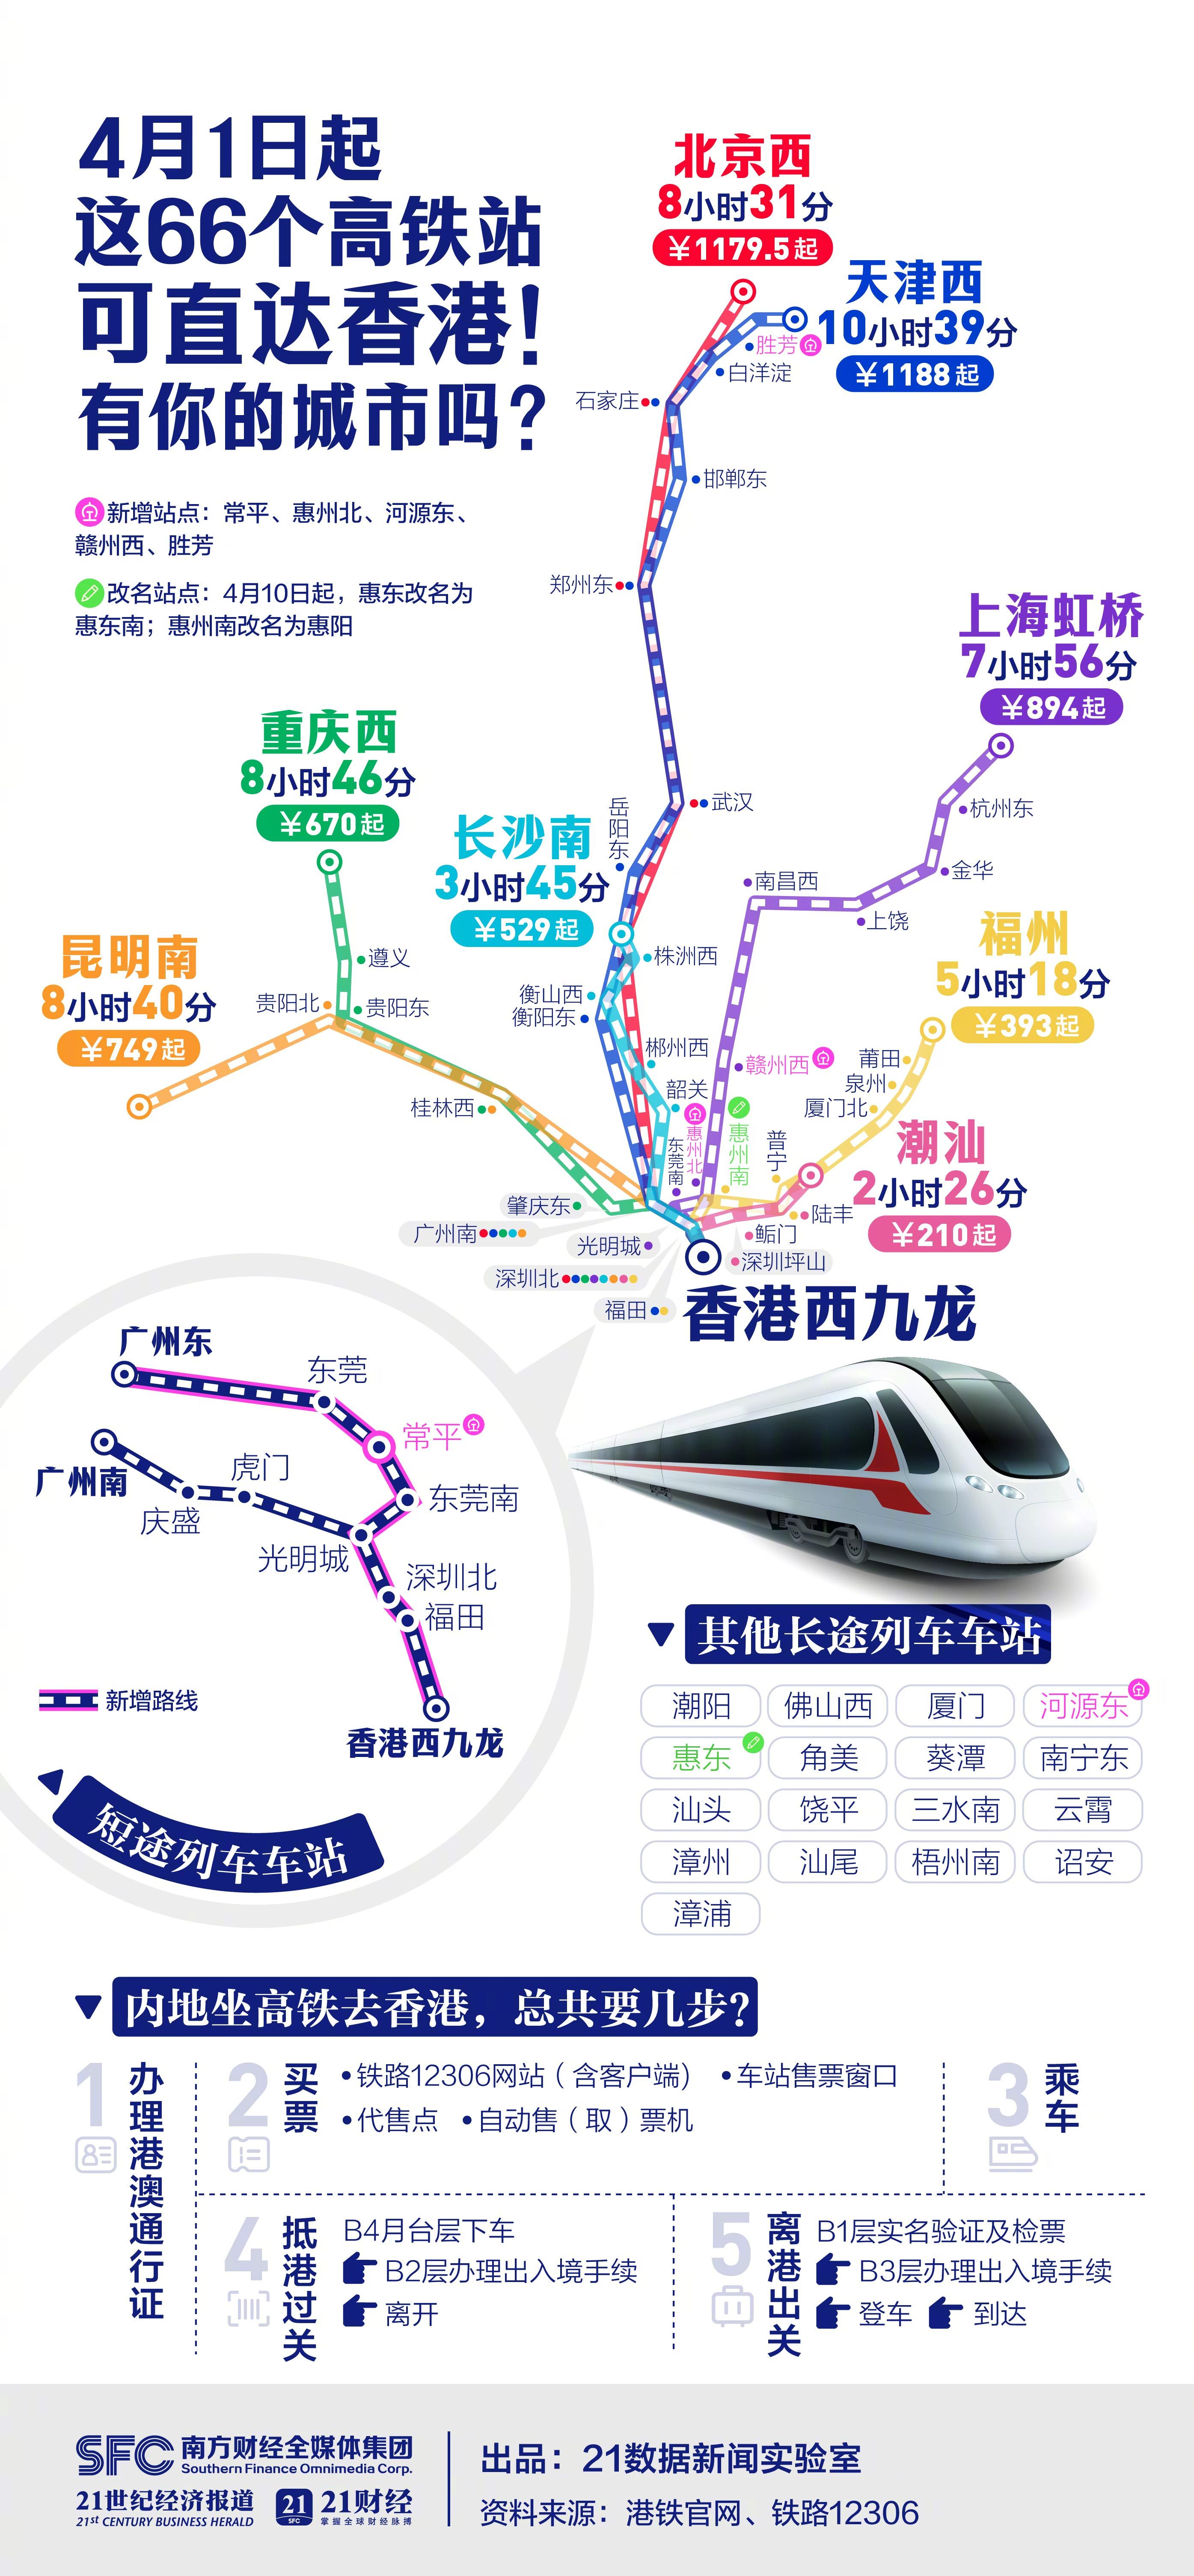 4月1日起
这66个高铁站
可直达香港!
有你的城市吗?
新增站点：常平、惠州北、河源东、
赣州西、胜芳
改名站点：4月10日起，惠东改名为
惠东南；惠州南改名为惠阳
北京西
8小时31分
¥1179.5起
天津西
10小时39分
¥1188起
胜芳
白洋淀
石家庄
邯郸东
郑州东
上海虹桥
7小时56分
¥894起
重庆西
8小时46分
¥670起
武汉
岳阳东
杭州东
长沙南
3小时45分
¥529起
金华
南昌西
上饶
福州
5小时18分
¥393起
昆明南
8小时40分
¥749起
遵义
贵阳北
贵阳东
株洲西
衡山西
衡阳东
郴州西
赣州西
莆田
泉州
厦门北
韶关
桂林西
东莞南
惠州北
惠州南
普宁
潮汕
2小时26分
¥210起
肇庆东
陆丰
广州南
鲘门
光明城
深圳坪山
深圳北
福田
香港西九龙
广州东
东莞
常平
广州南
虎门
东莞南
庆盛
光明城
深圳北
福田
新增路线
香港西九龙
短途列车车站
其他长途列车车站
潮阳 佛山西 厦门 河源东
惠东 角美 葵潭 南宁东
汕头 饶平 三水南 云霄
漳州 汕尾 梧州南 诏安
漳浦
内地坐高铁去香港，总共要几步?
1 办理港澳通行证
2 买票
•铁路12306网站（含客户端） •车站售票窗口
•代售点 •自动售（取）票机
3 乘车
4 抵港过关
B4月台层下车
B2层办理出入境手续
离开
5 离港出关
B1层实名验证及检票
B3层办理出入境手续
登车 到达
SFC 南方财经全媒体集团
Southern Finance Omnimedia Corp.
21世纪经济报道
21st CENTURY BUSINESS HERALD
21 SFC
21财经
掌握全球财经脉搏
出品：21数据新闻实验室
资料来源：港铁官网、铁路12306